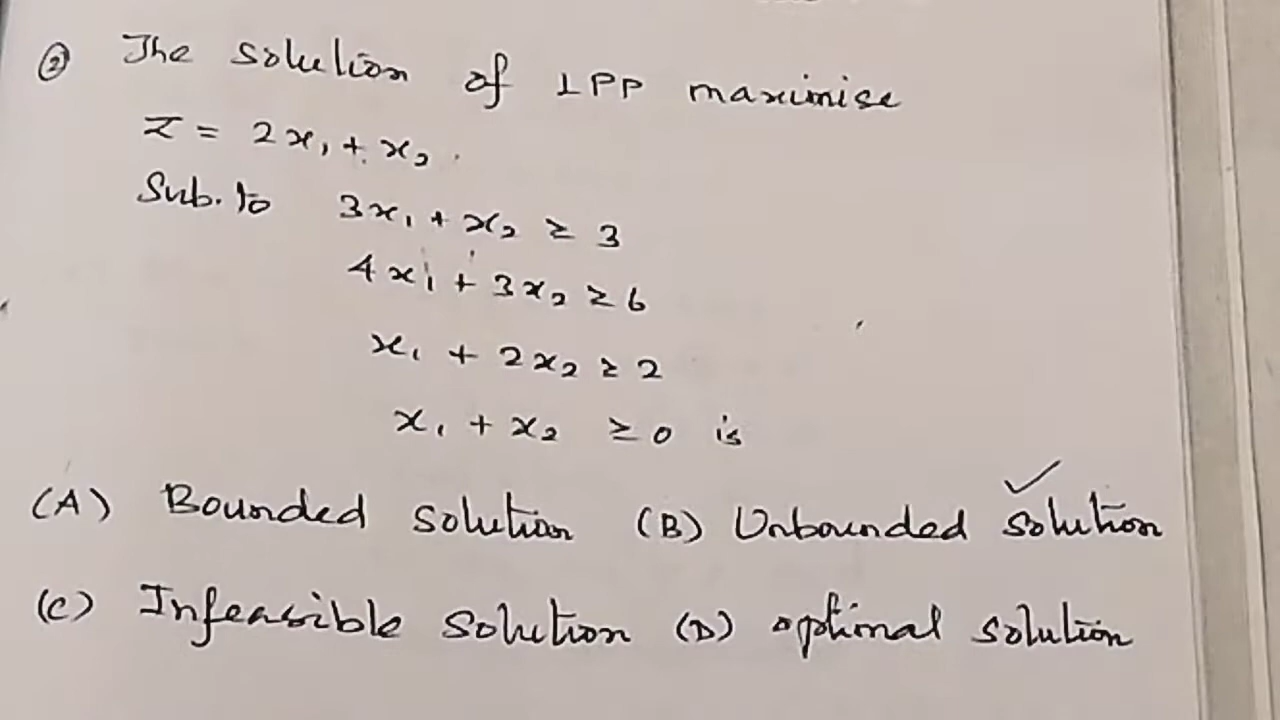 ② The solution of LPP maximise
Z = 2x₁ + x₂.
Sub. to 3x₁ + x₂ ≥ 3
4x₁ + 3x₂ ≥ 6
x₁ + 2x₂ ≥ 2
x₁ + x₂ ≥ 0 is
(A) Bounded solution (B) Unbounded solution ✓
(C) Infeasible solution (D) optimal solution